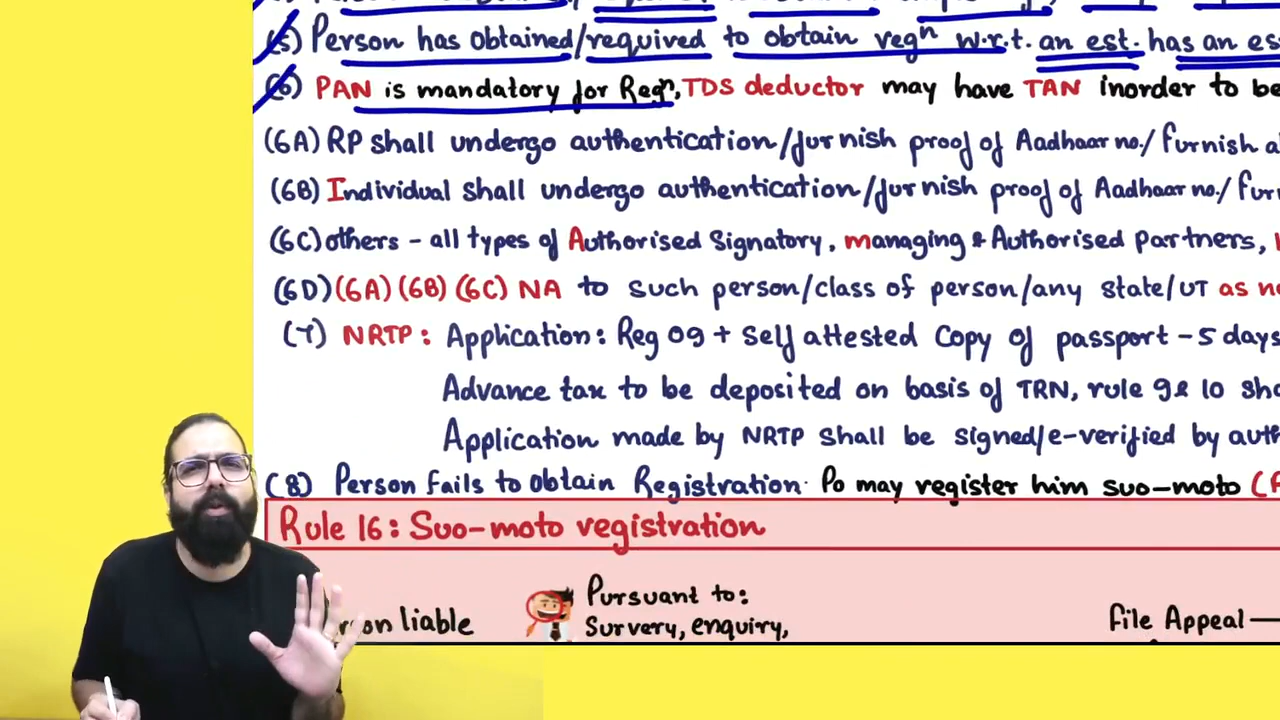 (5) Person has obtained/required to obtain regn w.r.t. an est. has an es
(6) PAN is mandatory for Regn, TDS deductor may have TAN inorder to be
(6A) RP shall undergo authentication/furnish proof of Aadhaar no./ furnish a
(6B) Individual shall undergo authentication/furnish proof of Aadhaar no./ fur
(6C) others - all types of Authorised Signatory, managing & Authorised partners,
(6D) (6A) (6B) (6C) NA to such person/class of person/any state/UT as no
(7) NRTP: Application: Reg 09 + Self attested Copy of passport - 5 days
Advance tax to be deposited on basis of TRN, rule 9 & 10 sha
Application made by NRTP shall be signed/e-verified by auth
(8) Person fails to obtain Registration. Po may register him suo-moto
Rule 16: Suo-moto registration
Pursuant to:
rson liable
Survery, enquiry,
File Appeal